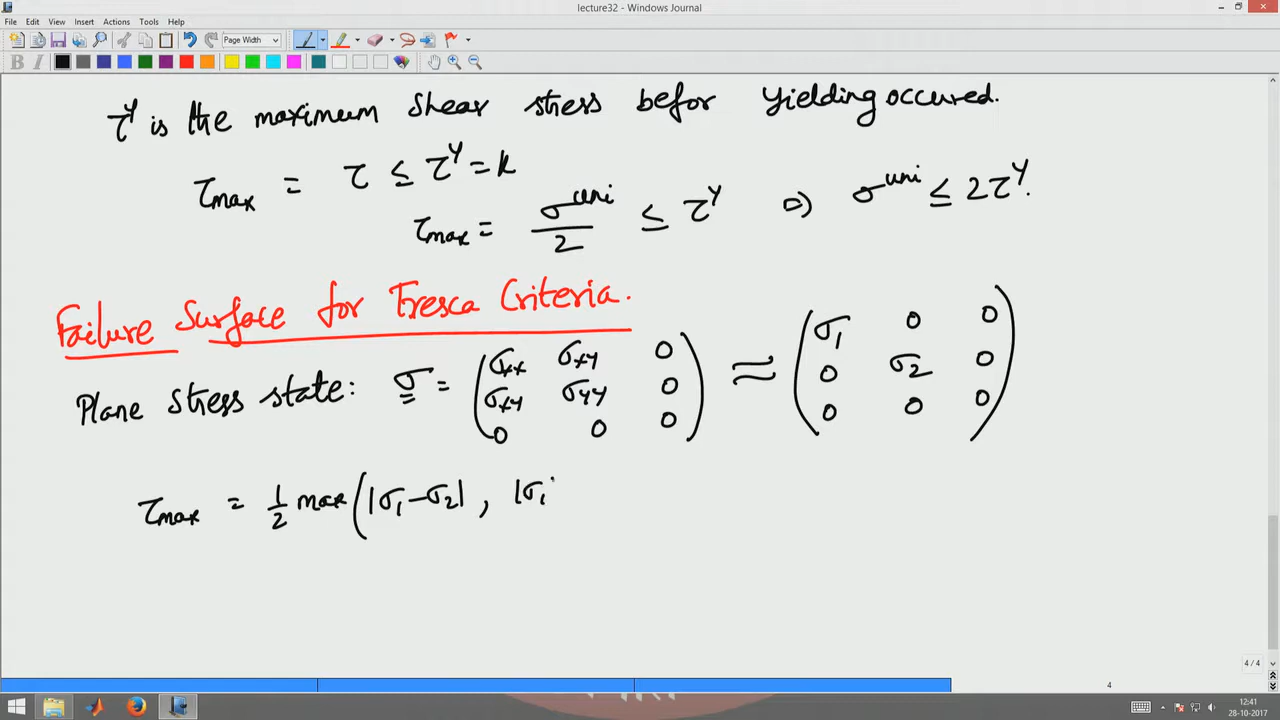 lecture32 - Windows Journal
File Edit View Insert Actions Tools Help
Page Width
B I
τ^Y is the maximum shear stress befor yielding occured.
τmax = τ ≤ τ^Y = k
τmax = σ^uni / 2 ≤ τ^Y ⇒ σ^uni ≤ 2τ^Y.
Failure Surface for Tresca Criteria.
Plane stress state: σ = (σxx σxy 0 ≈ (σ1 0 0
σxy σyy 0 0 σ2 0
0 0 0) 0 0 0)
τmax = 1/2 max(|σ1-σ2|, |σ1
4/4
4
12:41
28-10-2017